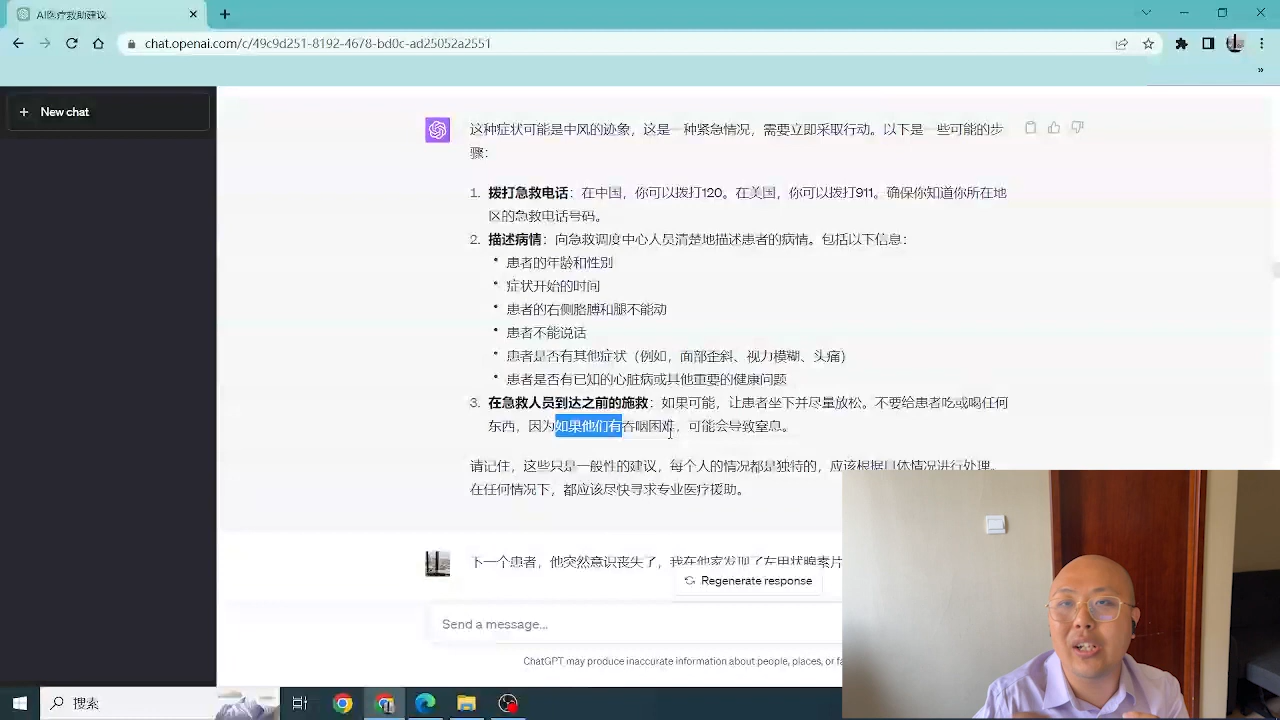 AI医疗救助建议
chat.openai.com/c/49c9d251-8192-4678-bd0c-ad25052a2551
»
+ New chat
这种症状可能是中风的迹象，这是一种紧急情况，需要立即采取行动。以下是一些可能的步
骤：
1. 拨打急救电话：在中国，你可以拨打120。在美国，你可以拨打911。确保你知道你所在地
区的急救电话号码。
2. 描述病情：向急救调度中心人员清楚地描述患者的病情。包括以下信息：
• 患者的年龄和性别
• 症状开始的时间
• 患者的右侧胳膊和腿不能动
• 患者不能说话
• 患者是否有其他症状（例如，面部歪斜、视力模糊、头痛）
• 患者是否有已知的心脏病或其他重要的健康问题
3. 在急救人员到达之前的施救：如果可能，让患者坐下并尽量放松。不要给患者吃或喝任何
东西，因为如果他们有吞咽困难，可能会导致窒息。
请记住，这些只是一般性的建议，每个人的情况都是独特的，应该根据具体情况进行处理。
在任何情况下，都应该尽快寻求专业医疗援助。
下一个患者，他突然意识丧失了，我在他家发现了左甲状腺素片
Regenerate response
Send a message...
ChatGPT may produce inaccurate information about people, places, or fa
搜索